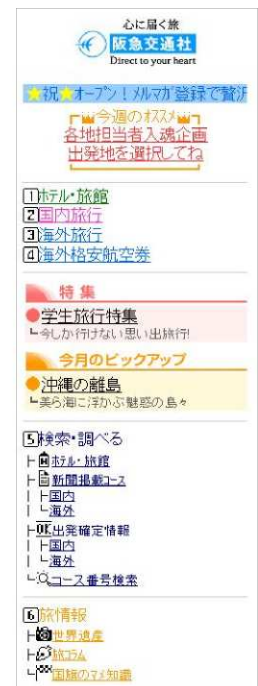 心に届く旅
阪急交通社
Direct to your heart
★祝★オープン！メルマガ登録で贅沢
今週のオススメ
各地担当者入魂企画
出発地を選択してね
1ホテル・旅館
2国内旅行
3海外旅行
4海外格安航空券
特集
●学生旅行特集
┗今しか行けない思い出旅行!
今月のピックアップ
●沖縄の離島
┗美ら海に浮かぶ魅惑の島々
5検索・調べる
├ホテル・旅館
├新聞掲載コース
│├国内
│└海外
├OK出発確定情報
│├国内
│└海外
└コース番号検索
6旅情報
├世界遺産
├旅コラム
└国旗のマメ知識